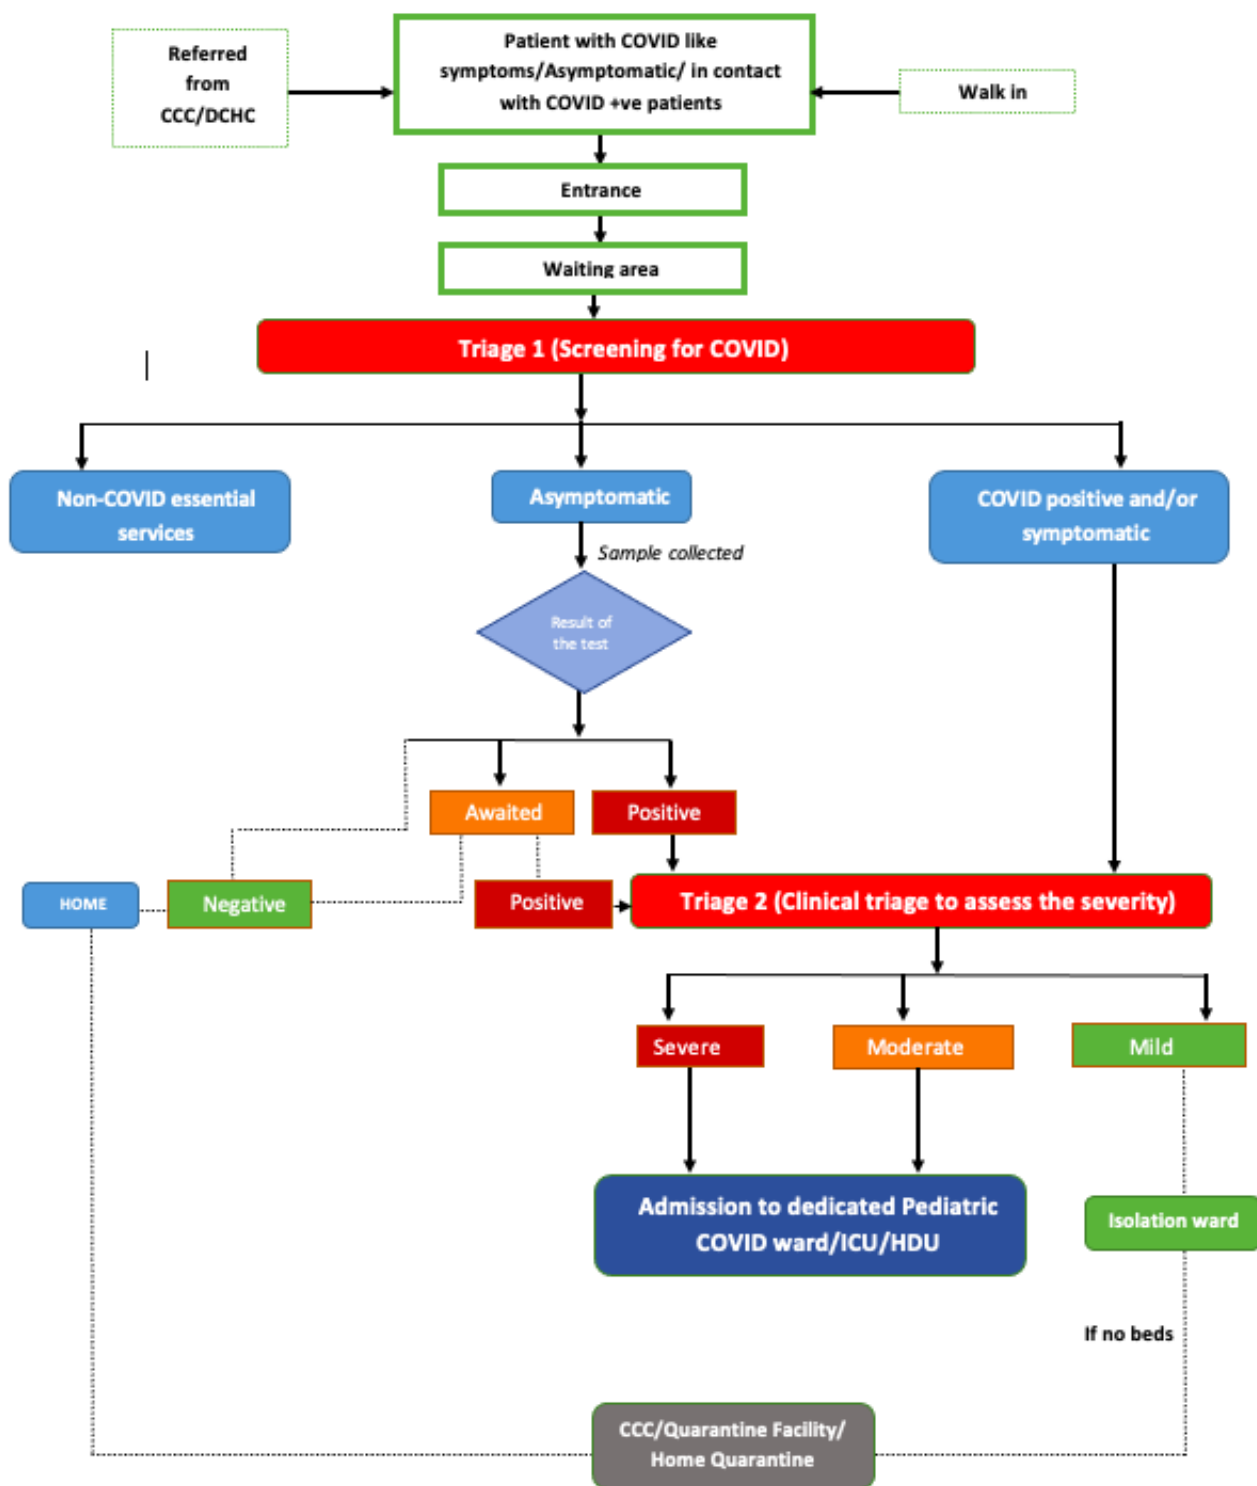 Referred
from
CCC/DCHC
Patient with COVID like
symptoms/Asymptomatic/ in contact
with COVID +ve patients
Walk in
Entrance
Waiting area
Triage 1 (Screening for COVID)
Non-COVID essential
services
Asymptomatic
COVID positive and/or
symptomatic
Sample collected
Result of
the test
Awaited
Positive
HOME
Negative
Positive
Triage 2 (Clinical triage to assess the severity)
Severe
Moderate
Mild
Admission to dedicated Pediatric
COVID ward/ICU/HDU
Isolation ward
If no beds
CCC/Quarantine Facility/
Home Quarantine